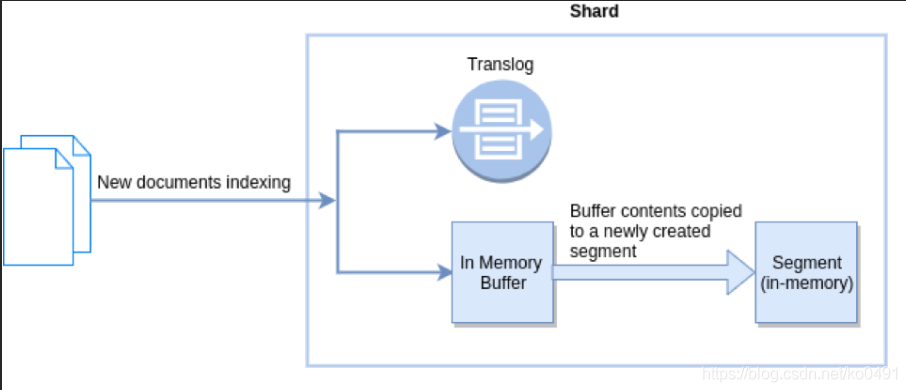 Shard
Translog
New documents indexing
Buffer contents copied
to a newly created
segment
In Memory
Buffer
Segment
(in-memory)
https://blog.csdn.net/ko0491